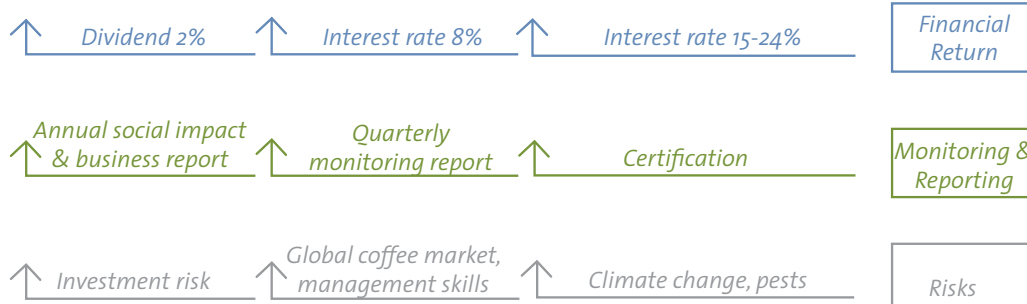 Dividend 2%
Interest rate 8%
Interest rate 15-24%
Financial
Return
Annual social impact
& business report
Quarterly
monitoring report
Certification
Monitoring &
Reporting
Investment risk
Global coffee market,
management skills
Climate change, pests
Risks